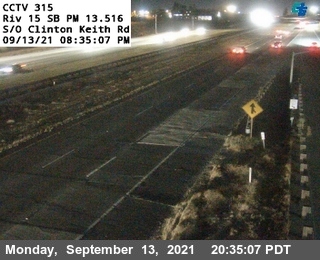 CCTV 315
Riv 15 SB PM 13.516
S/O Clinton Keith Rd
09/13/21 08:35:07 PM
Monday, September 13, 2021 20:35:07 PDT